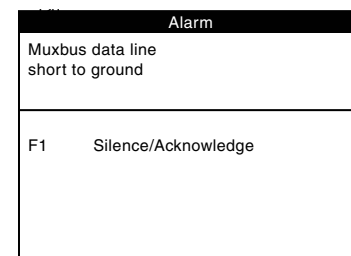 Alarm
Muxbus data line
short to ground
F1 Silence/Acknowledge